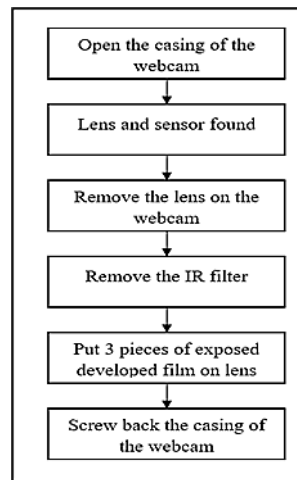 Open the casing of the
webcam
Lens and sensor found
Remove the lens on the
webcam
Remove the IR filter
Put 3 pieces of exposed
developed film on lens
Screw back the casing of
the webcam